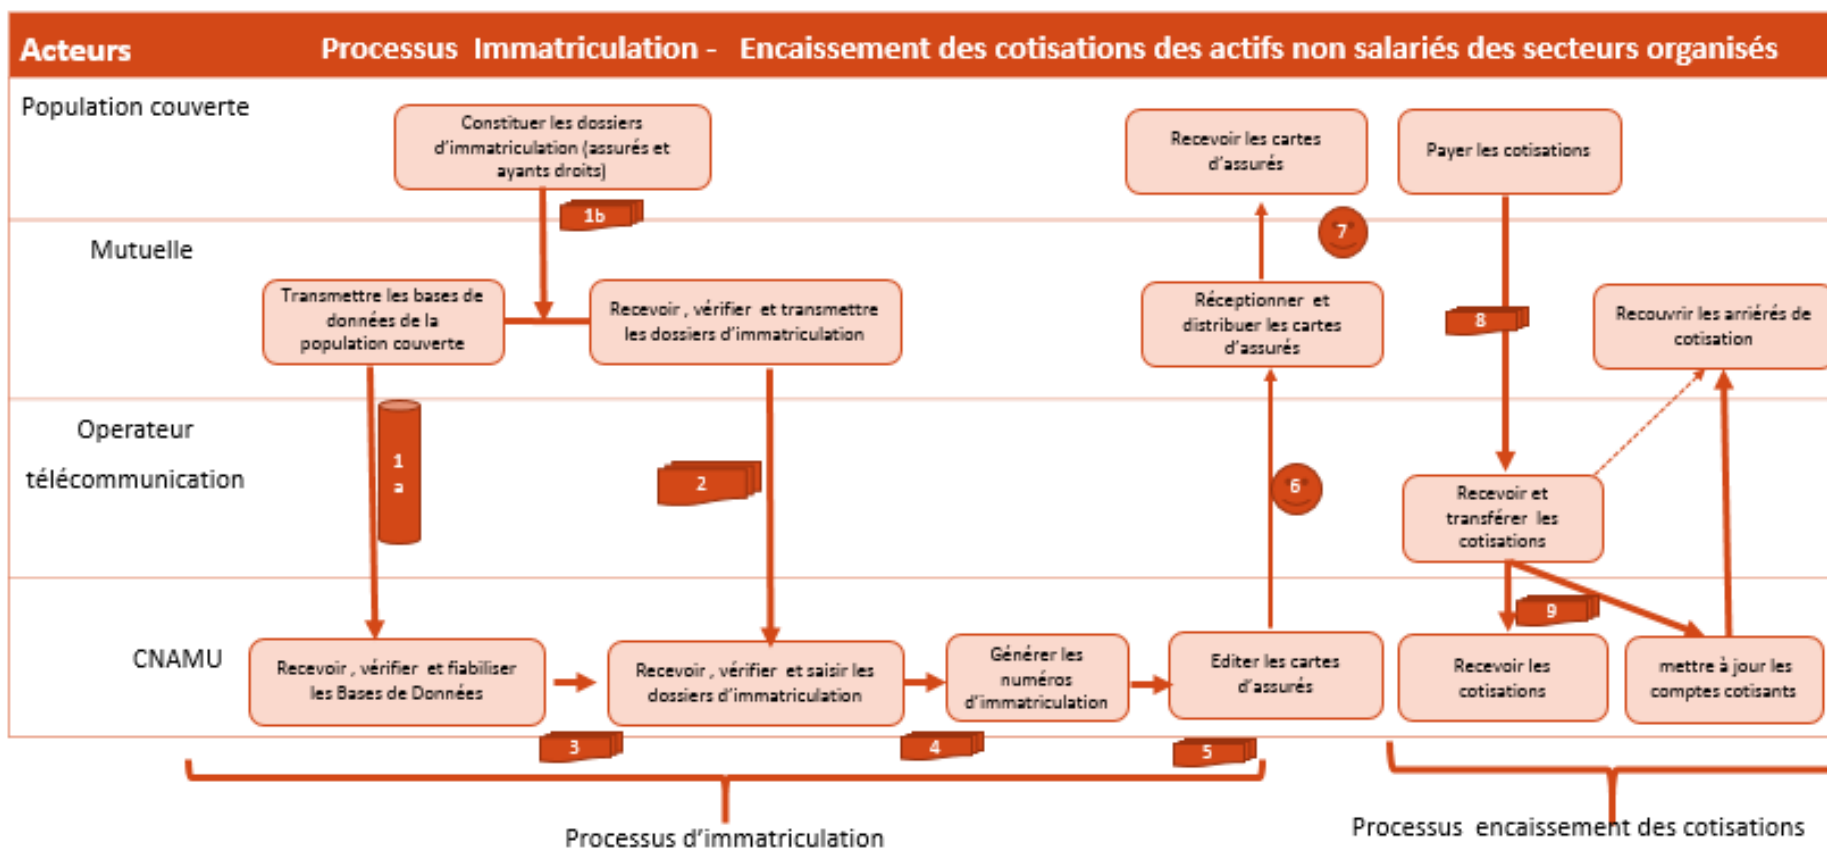 Acteurs
Processus Immatriculation - Encaissement des cotisations des actifs non salariés des secteurs organisés
Population couverte
Constituer les dossiers
d'immatriculation (assurés et
ayants droits)
Recevoir les cartes
d'assurés
Payer les cotisations
1b
7
Mutuelle
Transmettre les bases de
données de la
population couverte
Recevoir , vérifier et transmettre
les dossiers d'immatriculation
Réceptionner et
distribuer les cartes
d'assurés
8
Recouvrir les arriérés de
cotisation
Operateur
télécommunication
1
a
2
6
Recevoir et
transférer les
cotisations
9
CNAMU
Recevoir , vérifier et fiabiliser
les Bases de Données
Recevoir , vérifier et saisir les
dossiers d'immatriculation
Générer les
numéros
d'immatriculation
Editer les cartes
d'assurés
Recevoir les
cotisations
mettre à jour les
comptes cotisants
3
4
5
Processus d'immatriculation
Processus encaissement des cotisations